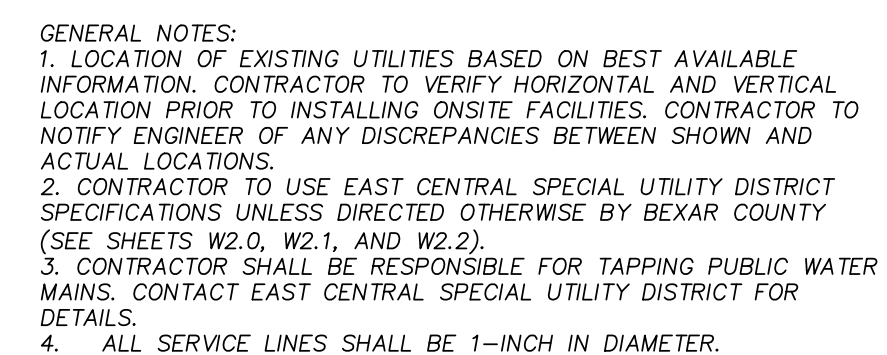 GENERAL NOTES:
1. LOCATION OF EXISTING UTILITIES BASED ON BEST AVAILABLE
INFORMATION. CONTRACTOR TO VERIFY HORIZONTAL AND VERTICAL
LOCATION PRIOR TO INSTALLING ONSITE FACILITIES. CONTRACTOR TO
NOTIFY ENGINEER OF ANY DISCREPANCIES BETWEEN SHOWN AND
ACTUAL LOCATIONS.
2. CONTRACTOR TO USE EAST CENTRAL SPECIAL UTILITY DISTRICT
SPECIFICATIONS UNLESS DIRECTED OTHERWISE BY BEXAR COUNTY
(SEE SHEETS W2.0, W2.1, AND W2.2).
3. CONTRACTOR SHALL BE RESPONSIBLE FOR TAPPING PUBLIC WATER
MAINS. CONTACT EAST CENTRAL SPECIAL UTILITY DISTRICT FOR
DETAILS.
4. ALL SERVICE LINES SHALL BE 1-INCH IN DIAMETER.